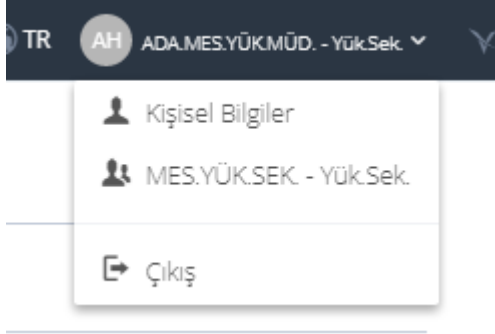 TR AH ADA.MES.YÜK.MÜD. - Yük.Sek.
Kişisel Bilgiler
MES.YÜK.SEK. - Yük.Sek.
Çıkış